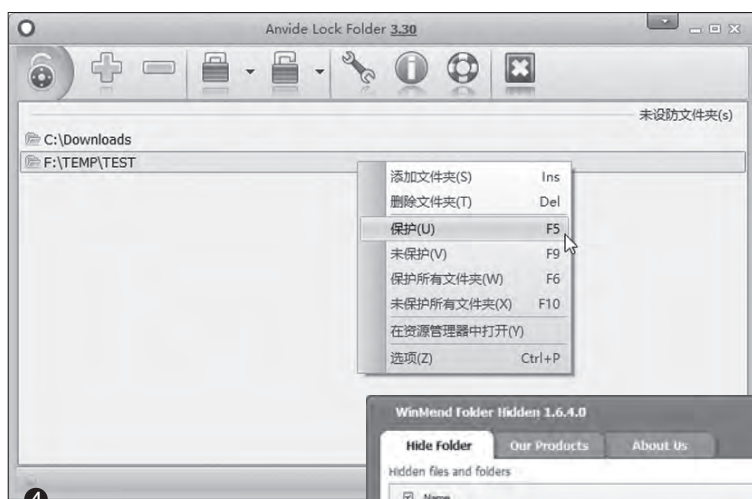 Anvide Lock Folder 3.30
未设防文件夹(s)
C:\Downloads
F:\TEMP\TEST
添加文件夹(S) Ins
删除文件夹(T) Del
保护(U) F5
未保护(V) F9
保护所有文件夹(W) F6
未保护所有文件夹(X) F10
在资源管理器中打开(Y)
选项(Z) Ctrl+P
WinMend Folder Hidden 1.6.4.0
Hide Folder Our Products About Us
Hidden files and folders
Name
4